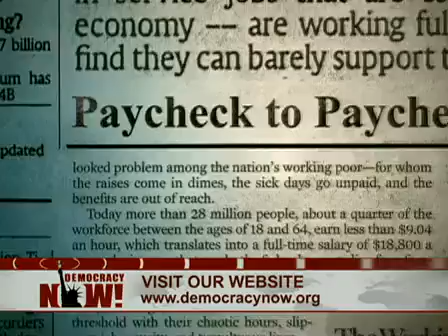 ng?
7 billion
um has
4B
pdated
economy -- are working ful
find they can barely support t
Paycheck to Payche
looked problem among the nation's working poor—for whom
the raises come in dimes, the sick days go unpaid, and the
benefits are out of reach.
Today more than 28 million people, about a quarter of the
workforce between the ages of 18 and 64, earn less than $9.04
an hour, which translates into a full-time salary of $18,800 a
DEMOCRACY
NOW!
VISIT OUR WEBSITE
www.democracynow.org
threshold with their chaotic hours, slip-